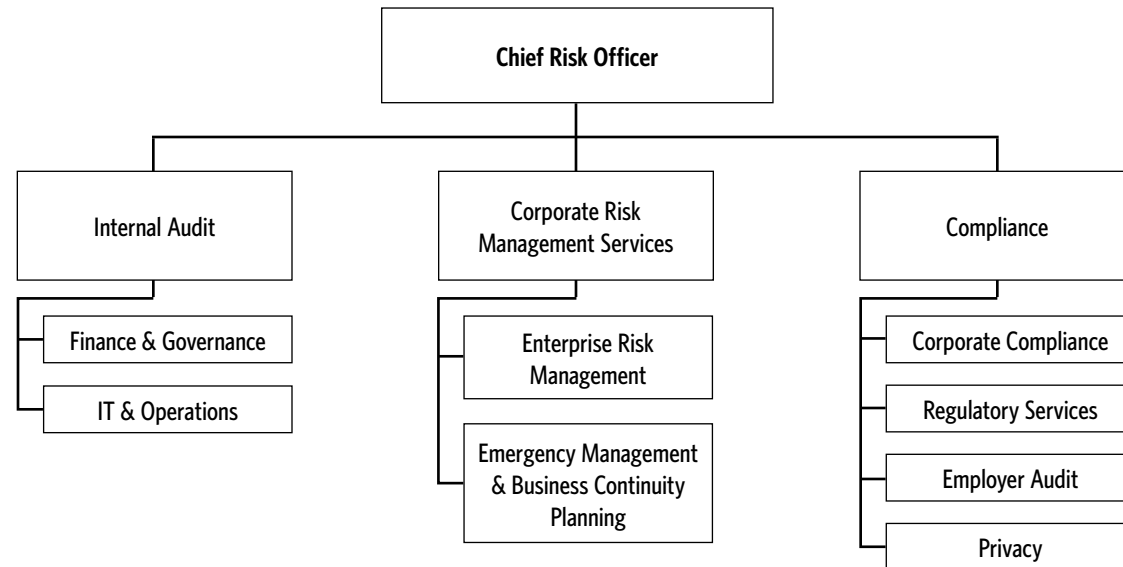 Chief Risk Officer
Internal Audit
Finance & Governance
IT & Operations
Corporate Risk
Management Services
Enterprise Risk
Management
Emergency Management
& Business Continuity
Planning
Compliance
Corporate Compliance
Regulatory Services
Employer Audit
Privacy